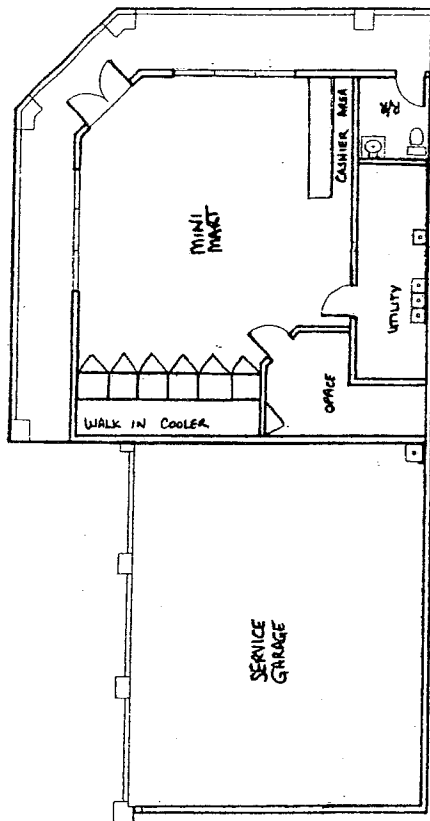 CASHIER AREA
MINI
MART
UTILITY
OFFICE
WALK IN COOLER
SERVICE
GARAGE